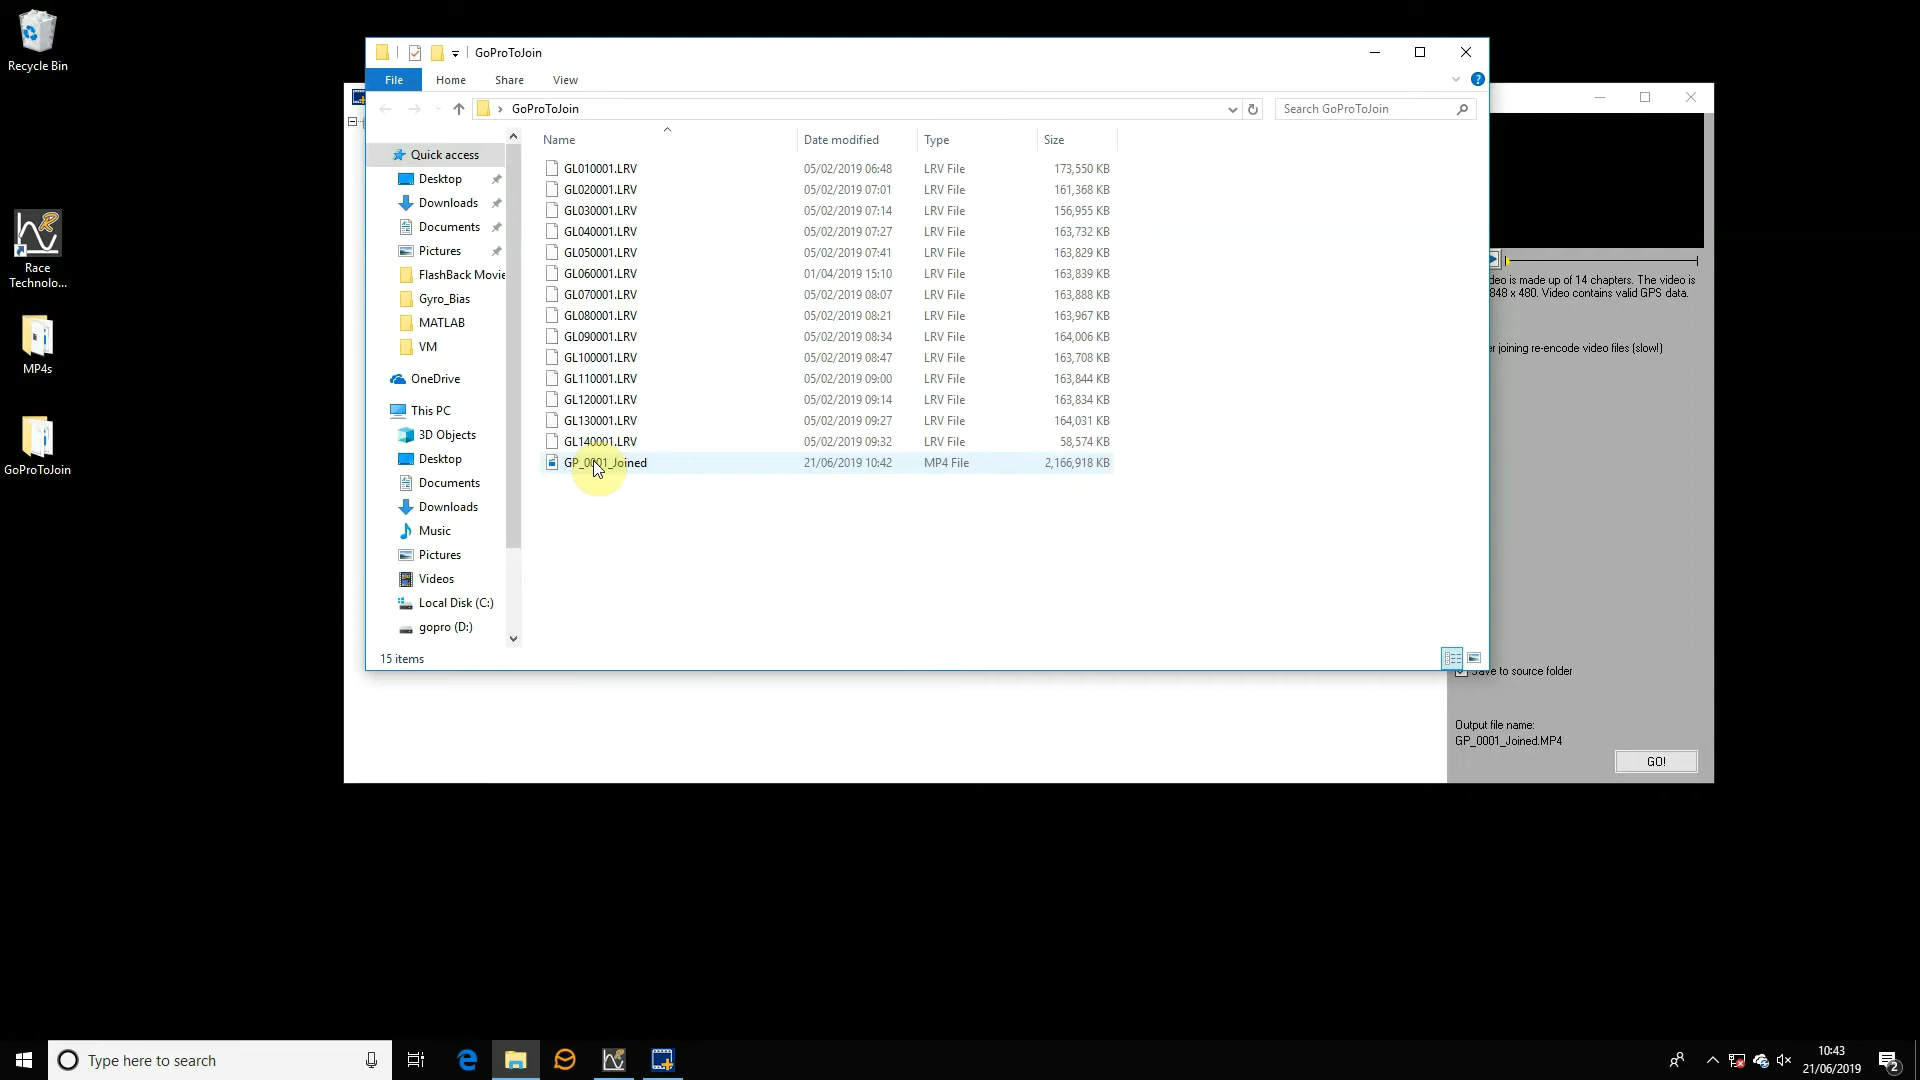 Recycle Bin
Race
Technolo...
MP4s
GoProToJoin
GoProToJoin
File Home Share View
GoProToJoin
Search GoProToJoin
Quick access
Desktop
Downloads
Documents
Pictures
FlashBack Movie
Gyro_Bias
MATLAB
VM
OneDrive
This PC
3D Objects
Desktop
Documents
Downloads
Music
Pictures
Videos
Local Disk (C:)
gopro (D:)
Name Date modified Type Size
GL010001.LRV 05/02/2019 06:48 LRV File 173,550 KB
GL020001.LRV 05/02/2019 07:01 LRV File 161,368 KB
GL030001.LRV 05/02/2019 07:14 LRV File 156,955 KB
GL040001.LRV 05/02/2019 07:27 LRV File 163,732 KB
GL050001.LRV 05/02/2019 07:41 LRV File 163,829 KB
GL060001.LRV 01/04/2019 15:10 LRV File 163,839 KB
GL070001.LRV 05/02/2019 08:07 LRV File 163,888 KB
GL080001.LRV 05/02/2019 08:21 LRV File 163,967 KB
GL090001.LRV 05/02/2019 08:34 LRV File 164,006 KB
GL100001.LRV 05/02/2019 08:47 LRV File 163,708 KB
GL110001.LRV 05/02/2019 09:00 LRV File 163,844 KB
GL120001.LRV 05/02/2019 09:14 LRV File 163,834 KB
GL130001.LRV 05/02/2019 09:27 LRV File 164,031 KB
GL140001.LRV 05/02/2019 09:32 LRV File 58,574 KB
GP_0001_Joined 21/06/2019 10:42 MP4 File 2,166,918 KB
15 items
is made up of 14 chapters. The video is
848 x 480. Video contains valid GPS data.
joining re-encode video files (slow!)
Save to source folder
Output file name:
GP_0001_Joined.MP4
GO!
Type here to search
10:43
21/06/2019
2